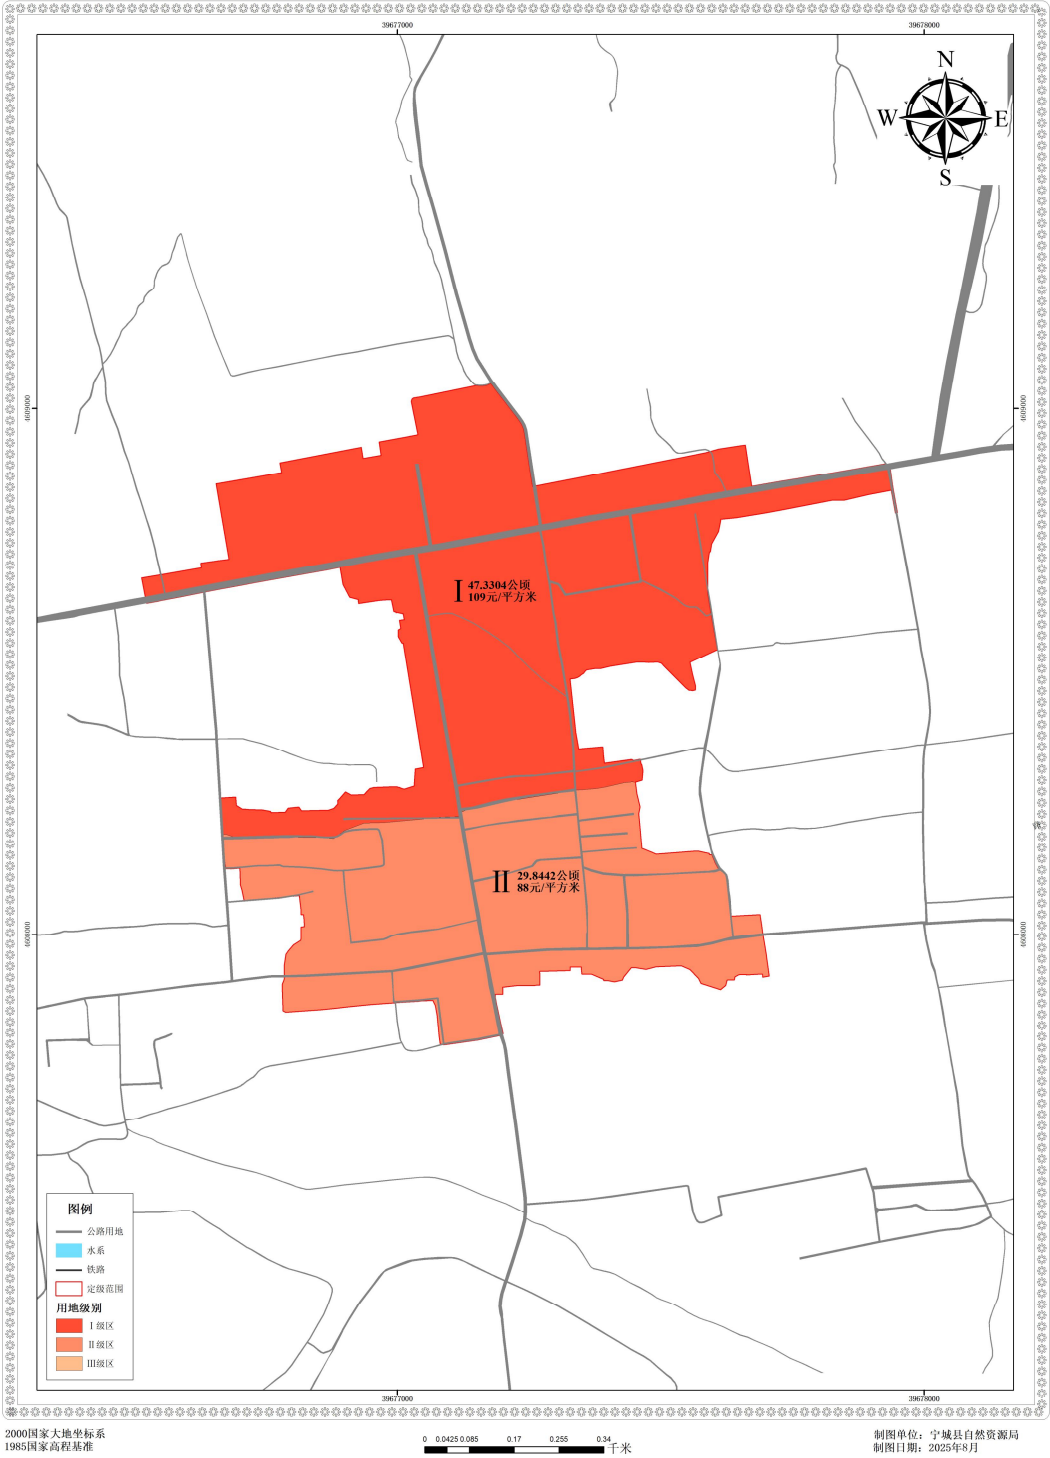 39677000
39678000
N
W
E
S
4609000
4609000
I
47.3304公顷
109元/平方米
II
29.8442公顷
88元/平方米
4608000
4608000
图例
公路用地
水系
铁路
定级范围
用地级别
I 级区
II级区
III级区
39677000
39678000
2000国家大地坐标系
1985国家高程基准
0 0.0425 0.085 0.17 0.255 0.34
千米
制图单位：宁城县自然资源局
制图日期：2025年8月